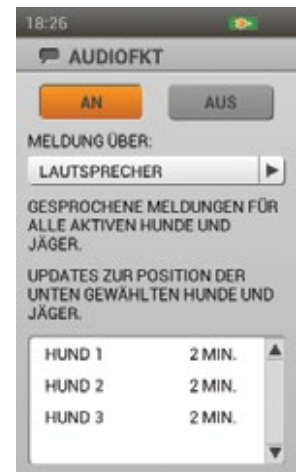 18:26
AUDIOFKT
AN AUS
MELDUNG ÜBER:
LAUTSPRECHER
GESPROCHENE MELDUNGEN FÜR
ALLE AKTIVEN HUNDE UND
JÄGER.
UPDATES ZUR POSITION DER
UNTEN GEWÄHLTEN HUNDE UND
JÄGER.
HUND 1 2 MIN.
HUND 2 2 MIN.
HUND 3 2 MIN.